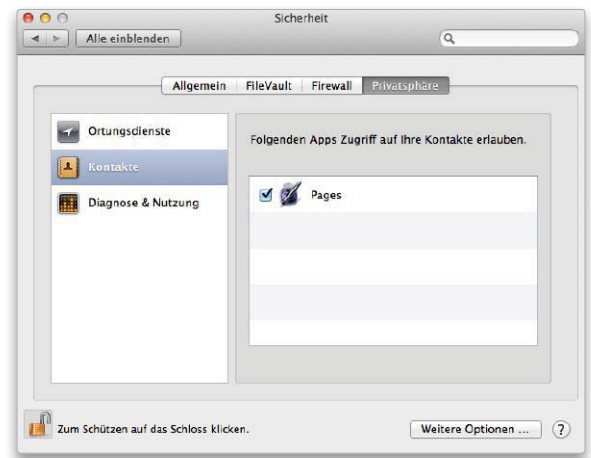 Sicherheit
Alle einblenden
Allgemein FileVault Firewall Privatsphäre
Ortungsdienste
Kontakte
Diagnose & Nutzung
Folgenden Apps Zugriff auf Ihre Kontakte erlauben.
Pages
Zum Schützen auf das Schloss klicken.
Weitere Optionen ... ?